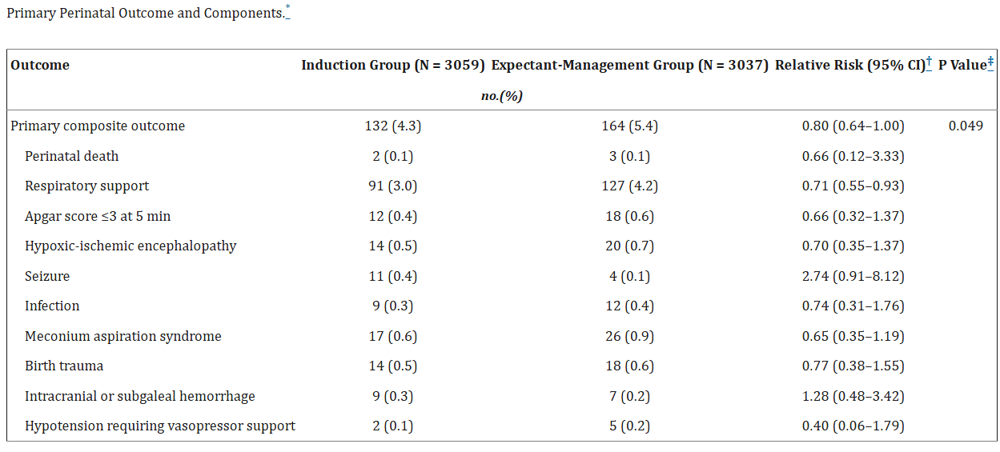 Primary Perinatal Outcome and Components.*
Outcome Induction Group (N = 3059) Expectant-Management Group (N = 3037) Relative Risk (95% CI)† P Value‡
no.(%)
Primary composite outcome 132 (4.3) 164 (5.4) 0.80 (0.64–1.00) 0.049
Perinatal death 2 (0.1) 3 (0.1) 0.66 (0.12–3.33)
Respiratory support 91 (3.0) 127 (4.2) 0.71 (0.55–0.93)
Apgar score ≤3 at 5 min 12 (0.4) 18 (0.6) 0.66 (0.32–1.37)
Hypoxic-ischemic encephalopathy 14 (0.5) 20 (0.7) 0.70 (0.35–1.37)
Seizure 11 (0.4) 4 (0.1) 2.74 (0.91–8.12)
Infection 9 (0.3) 12 (0.4) 0.74 (0.31–1.76)
Meconium aspiration syndrome 17 (0.6) 26 (0.9) 0.65 (0.35–1.19)
Birth trauma 14 (0.5) 18 (0.6) 0.77 (0.38–1.55)
Intracranial or subgaleal hemorrhage 9 (0.3) 7 (0.2) 1.28 (0.48–3.42)
Hypotension requiring vasopressor support 2 (0.1) 5 (0.2) 0.40 (0.06–1.79)